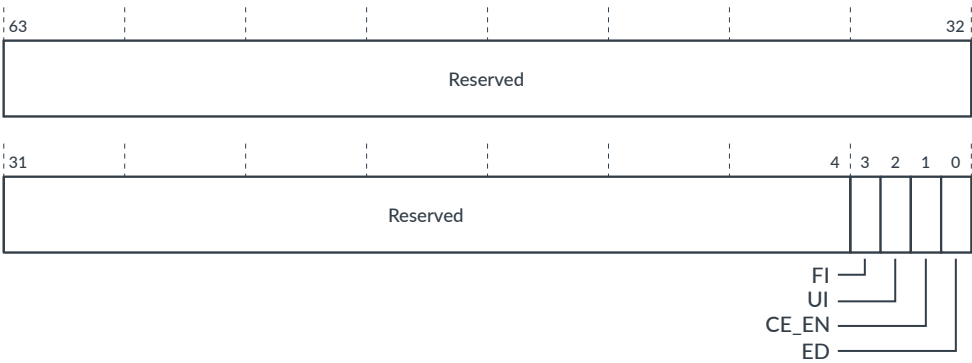 63 32
Reserved
31 4 3 2 1 0
Reserved
FI
UI
CE_EN
ED